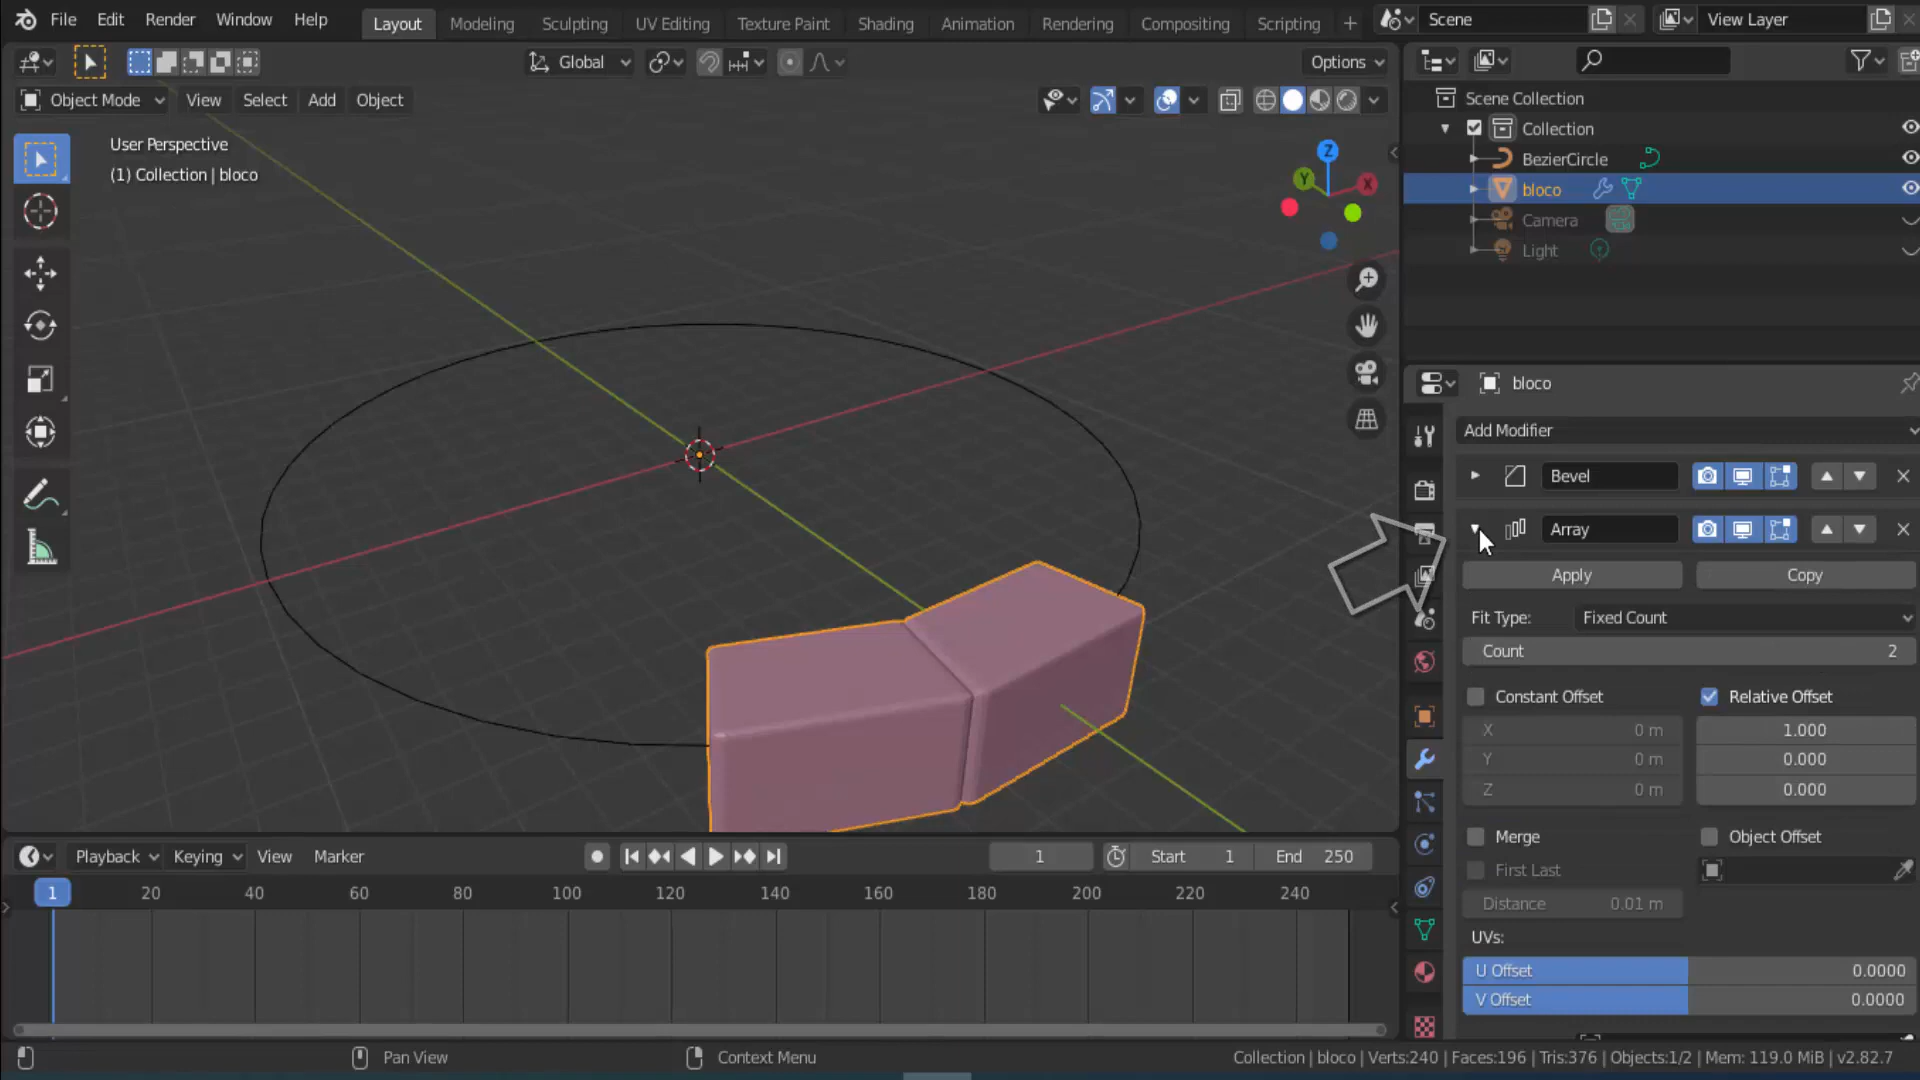 File Edit Render Window Help Layout Modeling Sculpting UV Editing Texture Paint Shading Animation Rendering Compositing Scripting + Scene View Layer
Global Options
Object Mode View Select Add Object
User Perspective
(1) Collection | bloco
Z
Y X
Scene Collection
Collection
BezierCircle
bloco
Camera
Light
bloco
Add Modifier
Bevel
Array
Apply Copy
Fit Type: Fixed Count
Count 2
Constant Offset Relative Offset
X 0 m 1.000
Y 0 m 0.000
Z 0 m 0.000
Merge Object Offset
First Last
Distance 0.01 m
UVs:
U Offset 0.0000
V Offset 0.0000
Playback Keying View Marker 1 Start 1 End 250
1 20 40 60 80 100 120 140 160 180 200 220 240
Pan View Context Menu Collection | bloco | Verts:240 | Faces:196 | Tris:376 | Objects:1/2 | Mem: 119.0 MiB | v2.82.7